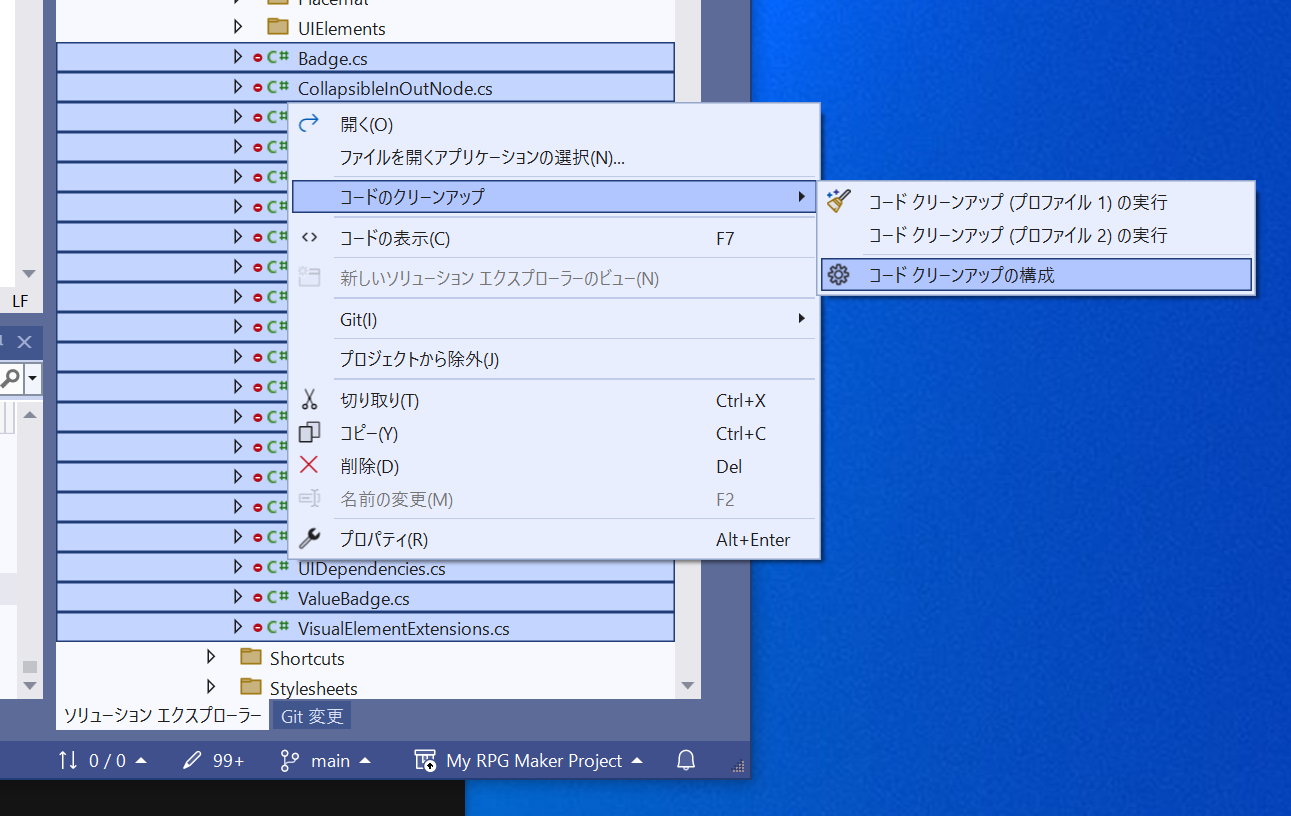 UIElements
Badge.cs
CollapsibleInOutNode.cs
開く(O)
ファイルを開くアプリケーションの選択(N)...
コードのクリーンアップ
コードの表示(C) F7
新しいソリューション エクスプローラーのビュー(N)
Git(I)
プロジェクトから除外(J)
切り取り(T) Ctrl+X
コピー(Y) Ctrl+C
削除(D) Del
名前の変更(M) F2
プロパティ(R) Alt+Enter
コード クリーンアップ (プロファイル 1) の実行
コード クリーンアップ (プロファイル 2) の実行
コード クリーンアップの構成
LF
UIDependencies.cs
ValueBadge.cs
VisualElementExtensions.cs
Shortcuts
Stylesheets
ソリューション エクスプローラー Git 変更
0 / 0 99+ main My RPG Maker Project